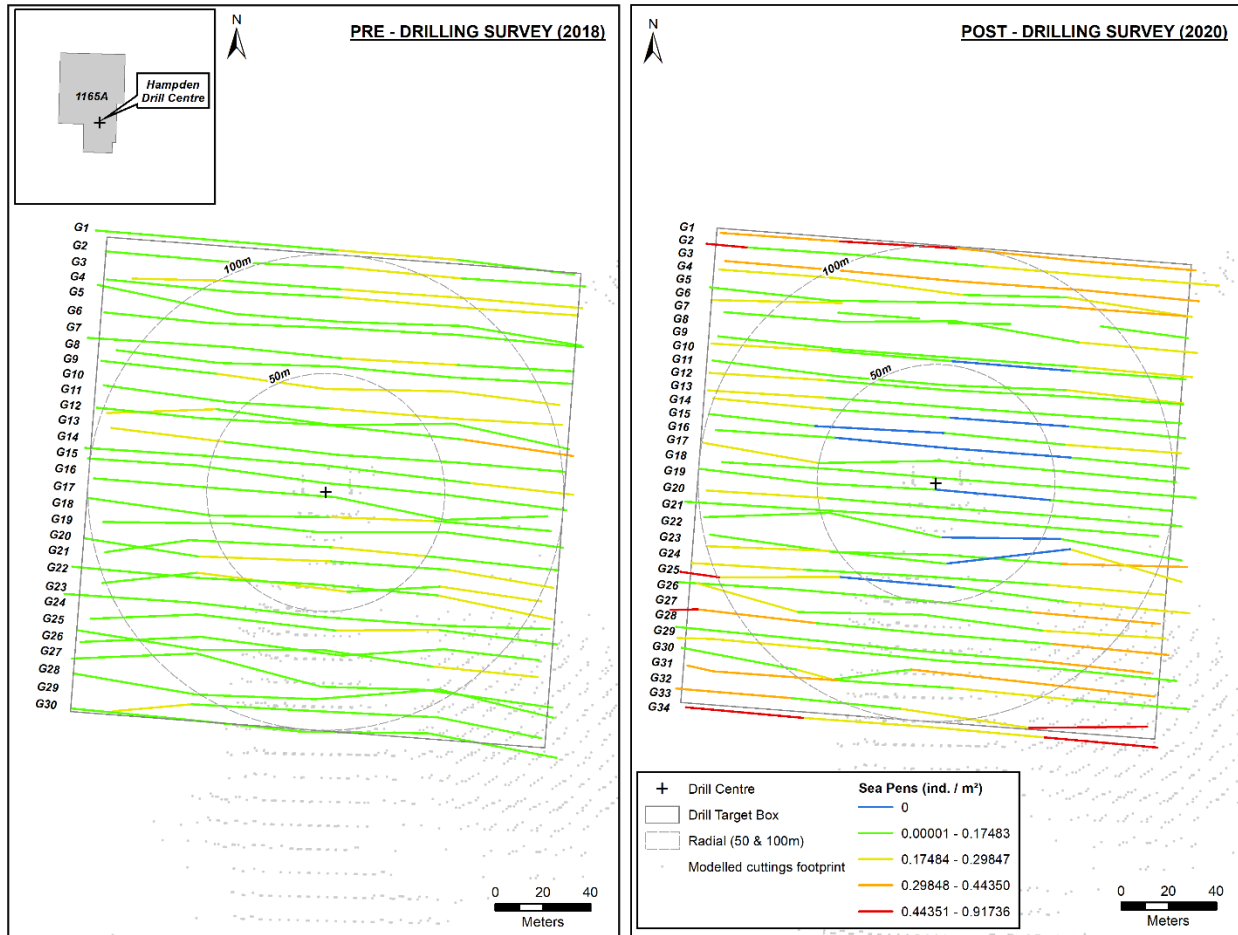 PRE - DRILLING SURVEY (2018)
N
1165A
Hampden
Drill Centre
G1
G2
G3
G4
G5
G6
G7
G8
G9
G10
G11
G12
G13
G14
G15
G16
G17
G18
G19
G20
G21
G22
G23
G24
G25
G26
G27
G28
G29
G30
100m
50m
0 20 40
Meters
POST - DRILLING SURVEY (2020)
N
G1
G2
G3
G4
G5
G6
G7
G8
G9
G10
G11
G12
G13
G14
G15
G16
G17
G18
G19
G20
G21
G22
G23
G24
G25
G26
G27
G28
G29
G30
G31
G32
G33
G34
100m
50m
Drill Centre
Drill Target Box
Radial (50 & 100m)
Modelled cuttings footprint
Sea Pens (ind. / m²)
0
0.00001 - 0.17483
0.17484 - 0.29847
0.29848 - 0.44350
0.44351 - 0.91736
0 20 40
Meters